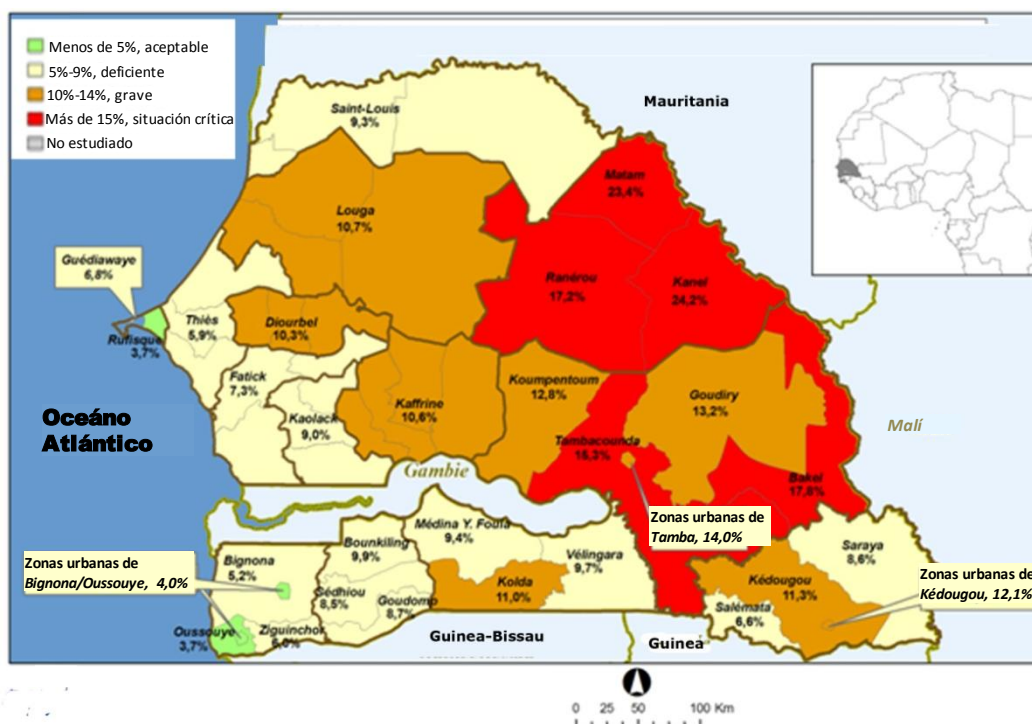 Menos de 5%, aceptable
5%-9%, deficiente
10%-14%, grave
Más de 15%, situación crítica
No estudiado
Mauritania
Saint-Louis
9,3%
Matam
23,4%
Louga
10,7%
Guédiawaye
6,8%
Ranérou
17,2%
Kanel
24,2%
Thiès
5,9%
Rufisque
3,7%
Diourbel
10,3%
Fatick
7,3%
Koumpentoum
12,8%
Goudiry
13,2%
Kaffrine
10,6%
Kaolack
9,0%
Oceáno
Atlántico
Malí
Tambacounda
15,3%
Gambie
Bakel
17,8%
Zonas urbanas de
Tamba, 14,0%
Médina Y. Foula
9,4%
Bounkiling
9,9%
Vélingara
9,7%
Saraya
8,6%
Zonas urbanas de
Bignona/Oussouye, 4,0%
Bignona
5,2%
Kolda
11,0%
Kédougou
11,3%
Zonas urbanas de
Kédougou, 12,1%
Sédhiou
8,5%
Goudomp
8,7%
Salémata
6,6%
Oussouye
3,7%
Ziguinchor
Guinea-Bissau
Guinea
0 25 50 100 Km